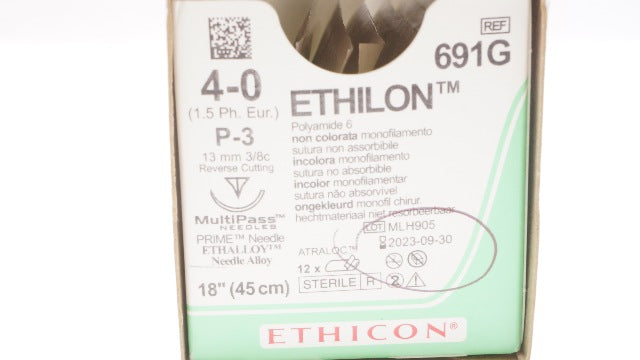 REF
691G
4-0
(1.5 Ph. Eur.)
P-3
13 mm 3/8c
Reverse Cutting
MultiPass™
NEEDLES
PRIME™ Needle
ETHALLOY™
Needle Alloy
18" (45 cm)
ETHILON™
Polyamide 6
non colorata monofilamento
sutura non assorbibile
incolora monofilamento
sutura no absorbible
incolor monofilamentar
sutura não absorvível
ongekleurd monofil chirurf
hechtmateriaal niet resorbeerbaar
LOT MLH905
2023-09-30
ATRALOC™
12 x
STERILE R
2
ETHICON®